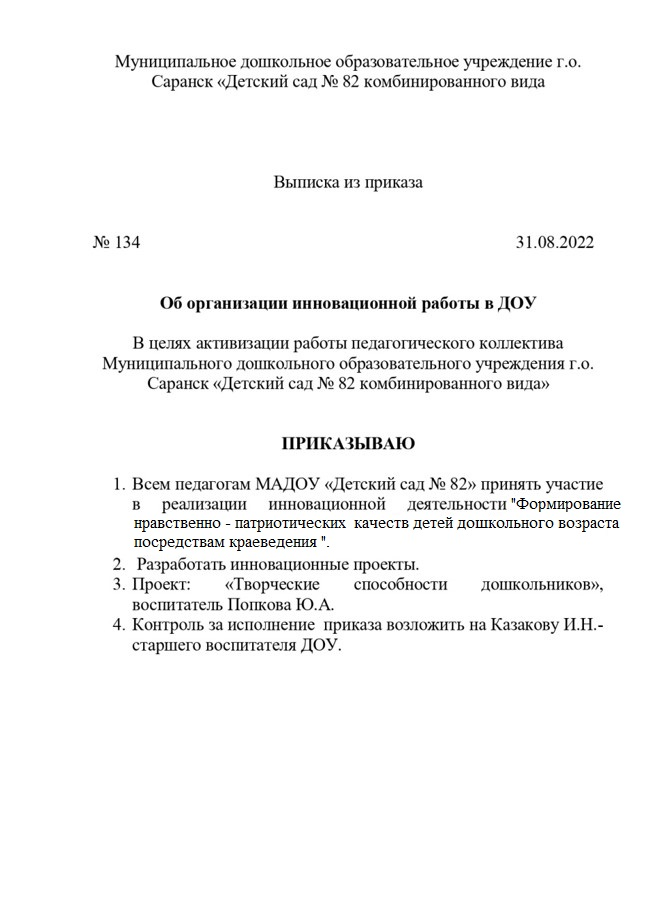 Муниципальное дошкольное образовательное учреждение г.о.
Саранск «Детский сад № 82 комбинированного вида
Выписка из приказа
№ 134 31.08.2022
Об организации инновационной работы в ДОУ
В целях активизации работы педагогического коллектива
Муниципального дошкольного образовательного учреждения г.о.
Саранск «Детский сад № 82 комбинированного вида»
ПРИКАЗЫВАЮ
1. Всем педагогам МАДОУ «Детский сад № 82» принять участие
в реализации инновационной деятельности "Формирование
нравственно - патриотических качеств детей дошкольного возраста
посредствам краеведения ".
2. Разработать инновационные проекты.
3. Проект: «Творческие способности дошкольников»,
воспитатель Попкова Ю.А.
4. Контроль за исполнение приказа возложить на Казакову И.Н.-
старшего воспитателя ДОУ.